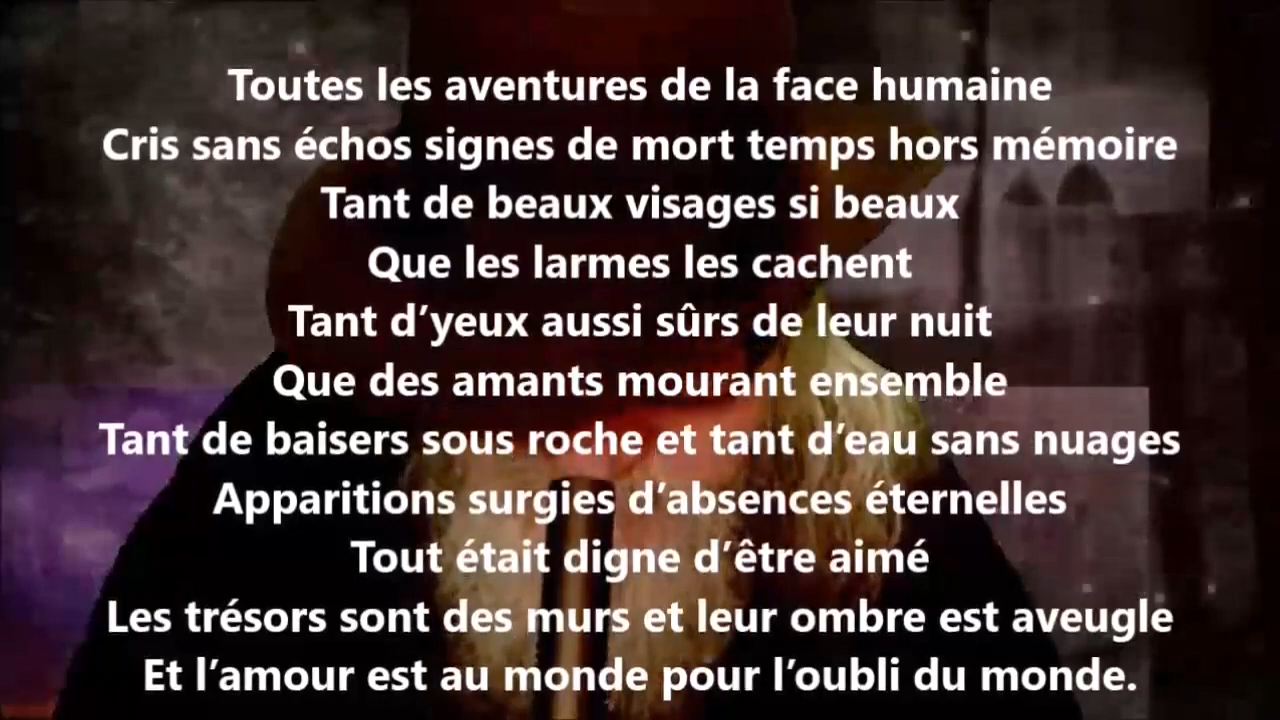 Toutes les aventures de la face humaine
Cris sans échos signes de mort temps hors mémoire
Tant de beaux visages si beaux
Que les larmes les cachent
Tant d’yeux aussi sûrs de leur nuit
Que des amants mourant ensemble
Tant de baisers sous roche et tant d’eau sans nuages
Apparitions surgies d’absences éternelles
Tout était digne d’être aimé
Les trésors sont des murs et leur ombre est aveugle
Et l’amour est au monde pour l’oubli du monde.